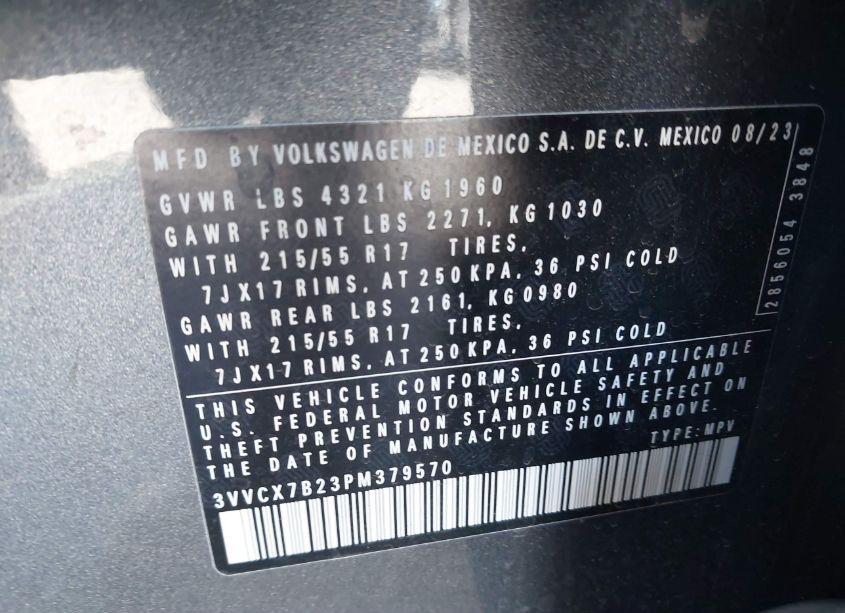 MFD BY VOLKSWAGEN DE MEXICO S.A. DE C.V. MEXICO 08/23
GVWR LBS 4321 KG 1960
GAWR FRONT LBS 2271, KG 1030
WITH 215/55 R17 TIRES,
7JX17 RIMS, AT 250 KPA, 36 PSI COLD
GAWR REAR LBS 2161, KG 0980
WITH 215/55 R17 TIRES,
7JX17 RIMS, AT 250 KPA, 36 PSI COLD
THIS VEHICLE CONFORMS TO ALL APPLICABLE
U.S. FEDERAL MOTOR VEHICLE SAFETY AND
THEFT PREVENTION STANDARDS IN EFFECT ON
THE DATE OF MANUFACTURE SHOWN ABOVE.
TYPE: MPV
3VVCX7B23PM379570
2856054 3848